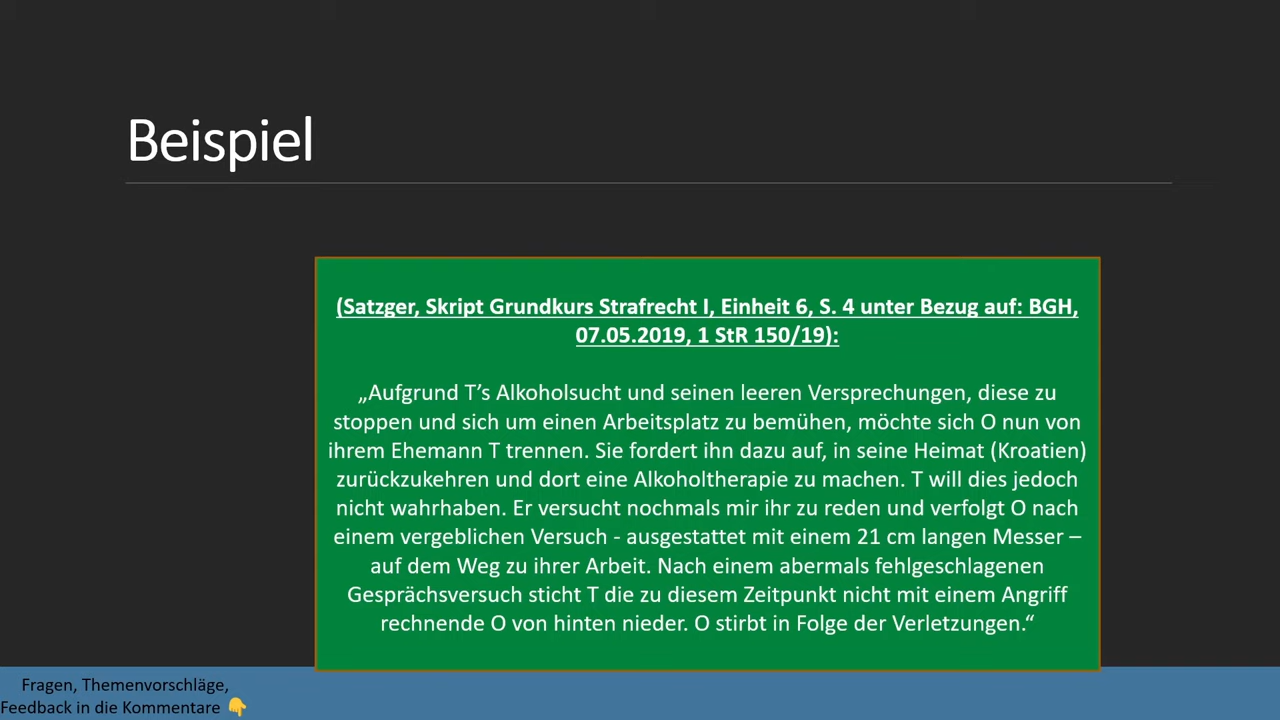 Beispiel
(Satzger, Skript Grundkurs Strafrecht I, Einheit 6, S. 4 unter Bezug auf: BGH,
07.05.2019, 1 StR 150/19):
„Aufgrund T’s Alkoholsucht und seinen leeren Versprechungen, diese zu
stoppen und sich um einen Arbeitsplatz zu bemühen, möchte sich O nun von
ihrem Ehemann T trennen. Sie fordert ihn dazu auf, in seine Heimat (Kroatien)
zurückzukehren und dort eine Alkoholtherapie zu machen. T will dies jedoch
nicht wahrhaben. Er versucht nochmals mir ihr zu reden und verfolgt O nach
einem vergeblichen Versuch - ausgestattet mit einem 21 cm langen Messer –
auf dem Weg zu ihrer Arbeit. Nach einem abermals fehlgeschlagenen
Gesprächsversuch sticht T die zu diesem Zeitpunkt nicht mit einem Angriff
rechnende O von hinten nieder. O stirbt in Folge der Verletzungen.“
Fragen, Themenvorschläge,
Feedback in die Kommentare 👇